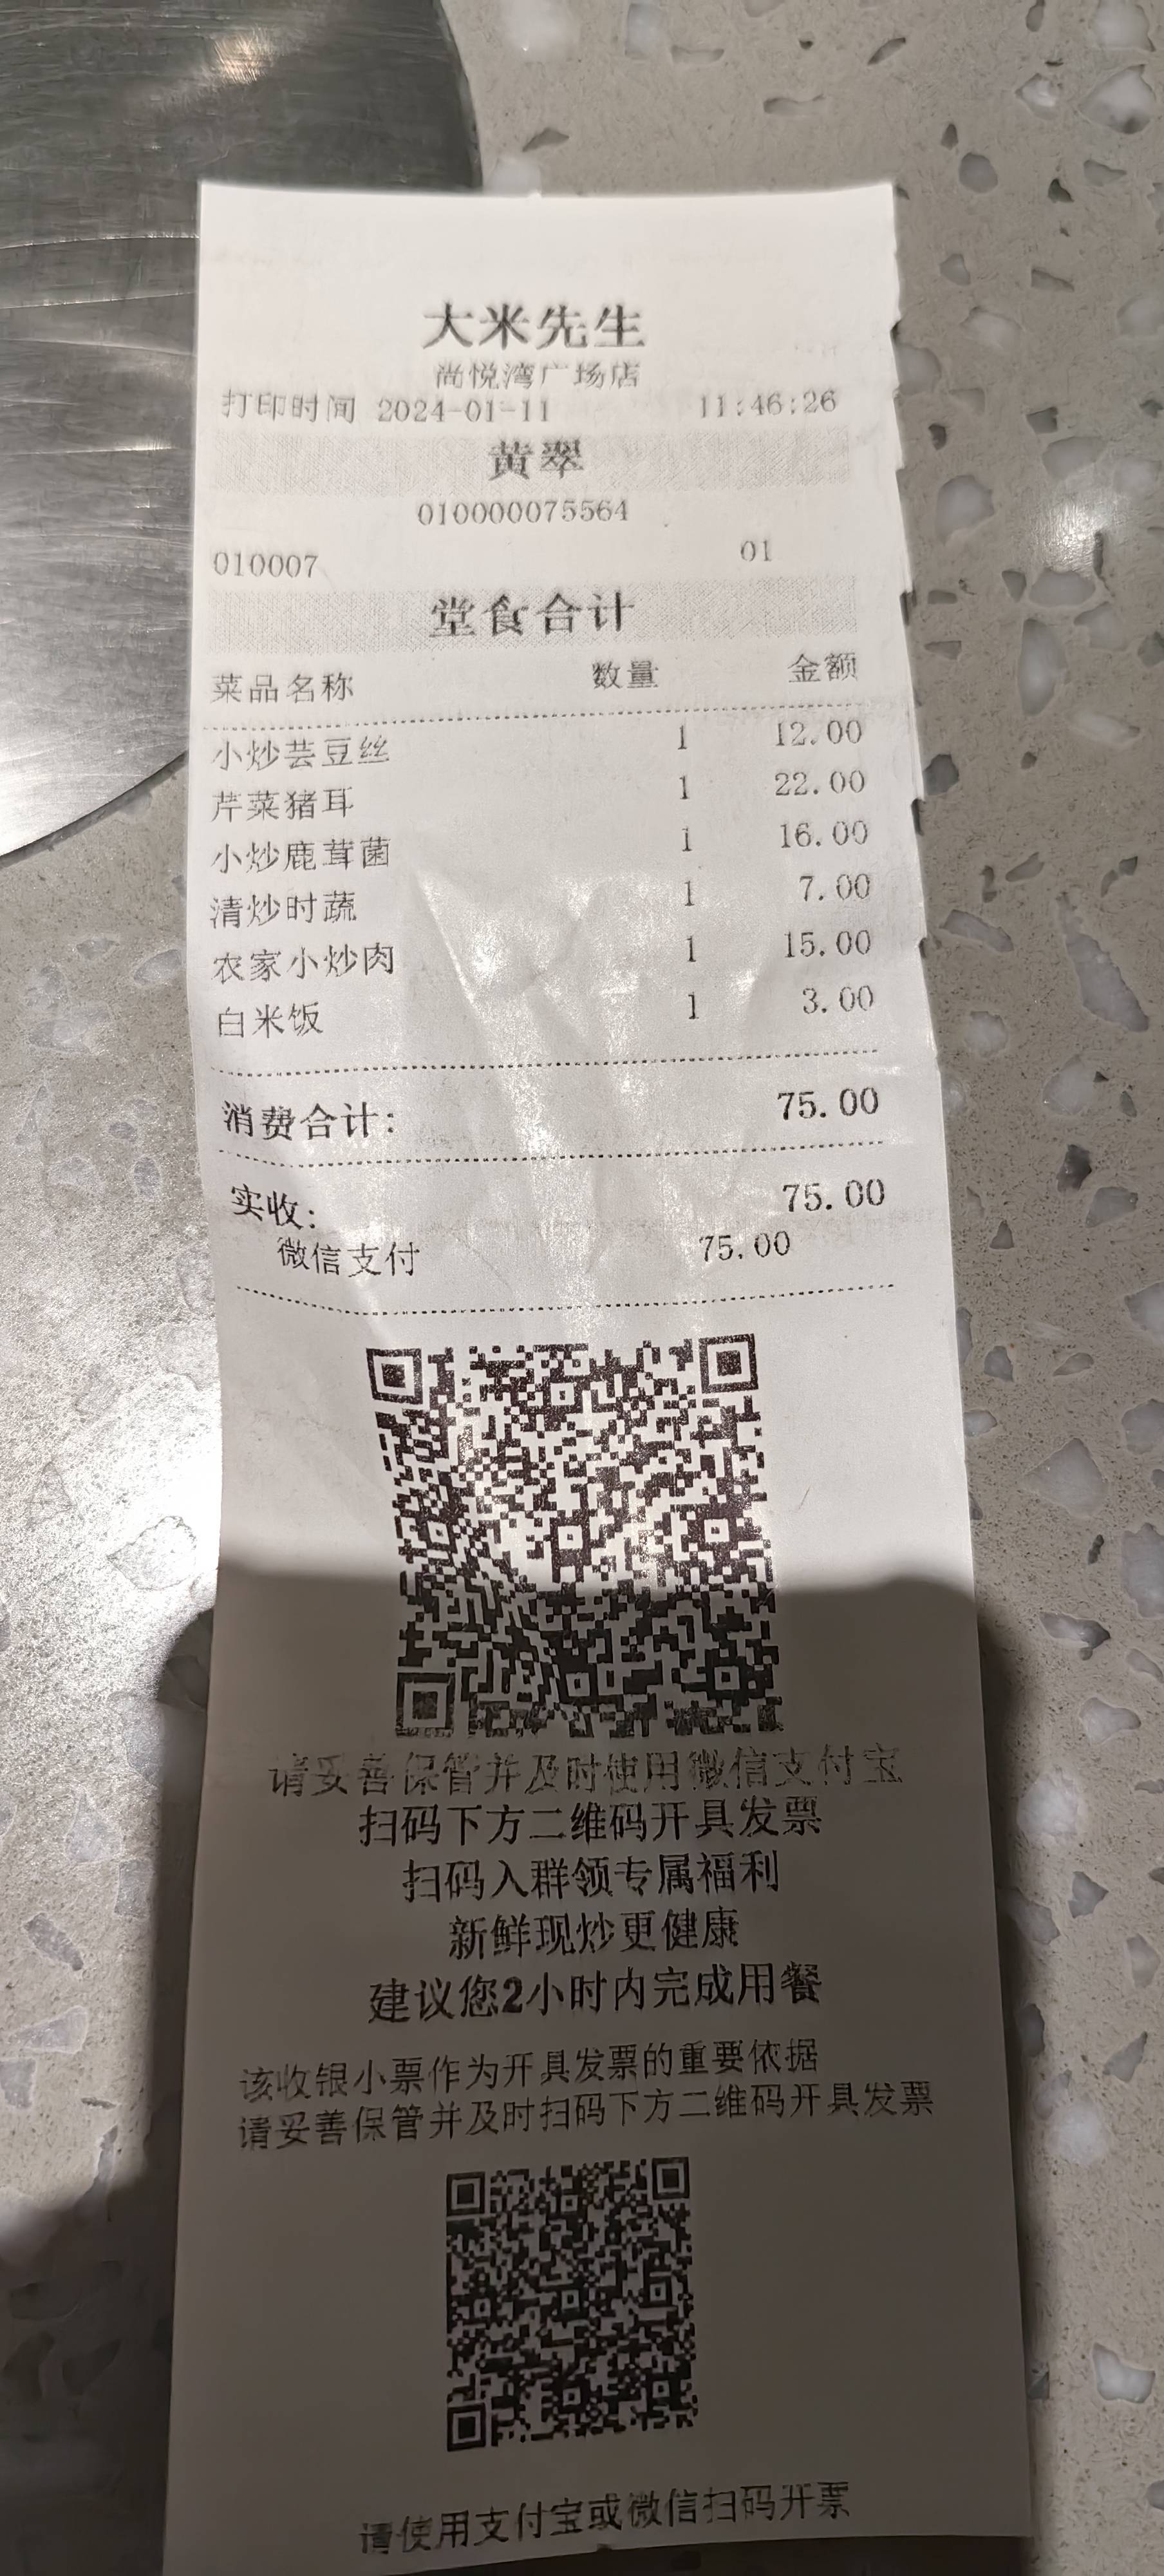 大米先生
尚悦湾广场店
打印时间 2024-01-11 11:46:26
黄翠
010000075564
010007 01
堂食合计
菜品名称 数量 金额
小炒芸豆丝 1 12.00
芹菜猪耳 1 22.00
小炒鹿茸菌 1 16.00
清炒时蔬 1 7.00
农家小炒肉 1 15.00
白米饭 1 3.00
消费合计: 75.00
实收: 75.00
微信支付 75.00
请妥善保管并及时使用微信支付宝
扫码下方二维码开具发票
扫码入群领专属福利
新鲜现炒更健康
建议您2小时内完成用餐
该收银小票作为开具发票的重要依据
请妥善保管并及时扫码下方二维码开具发票
请使用支付宝或微信扫码开票